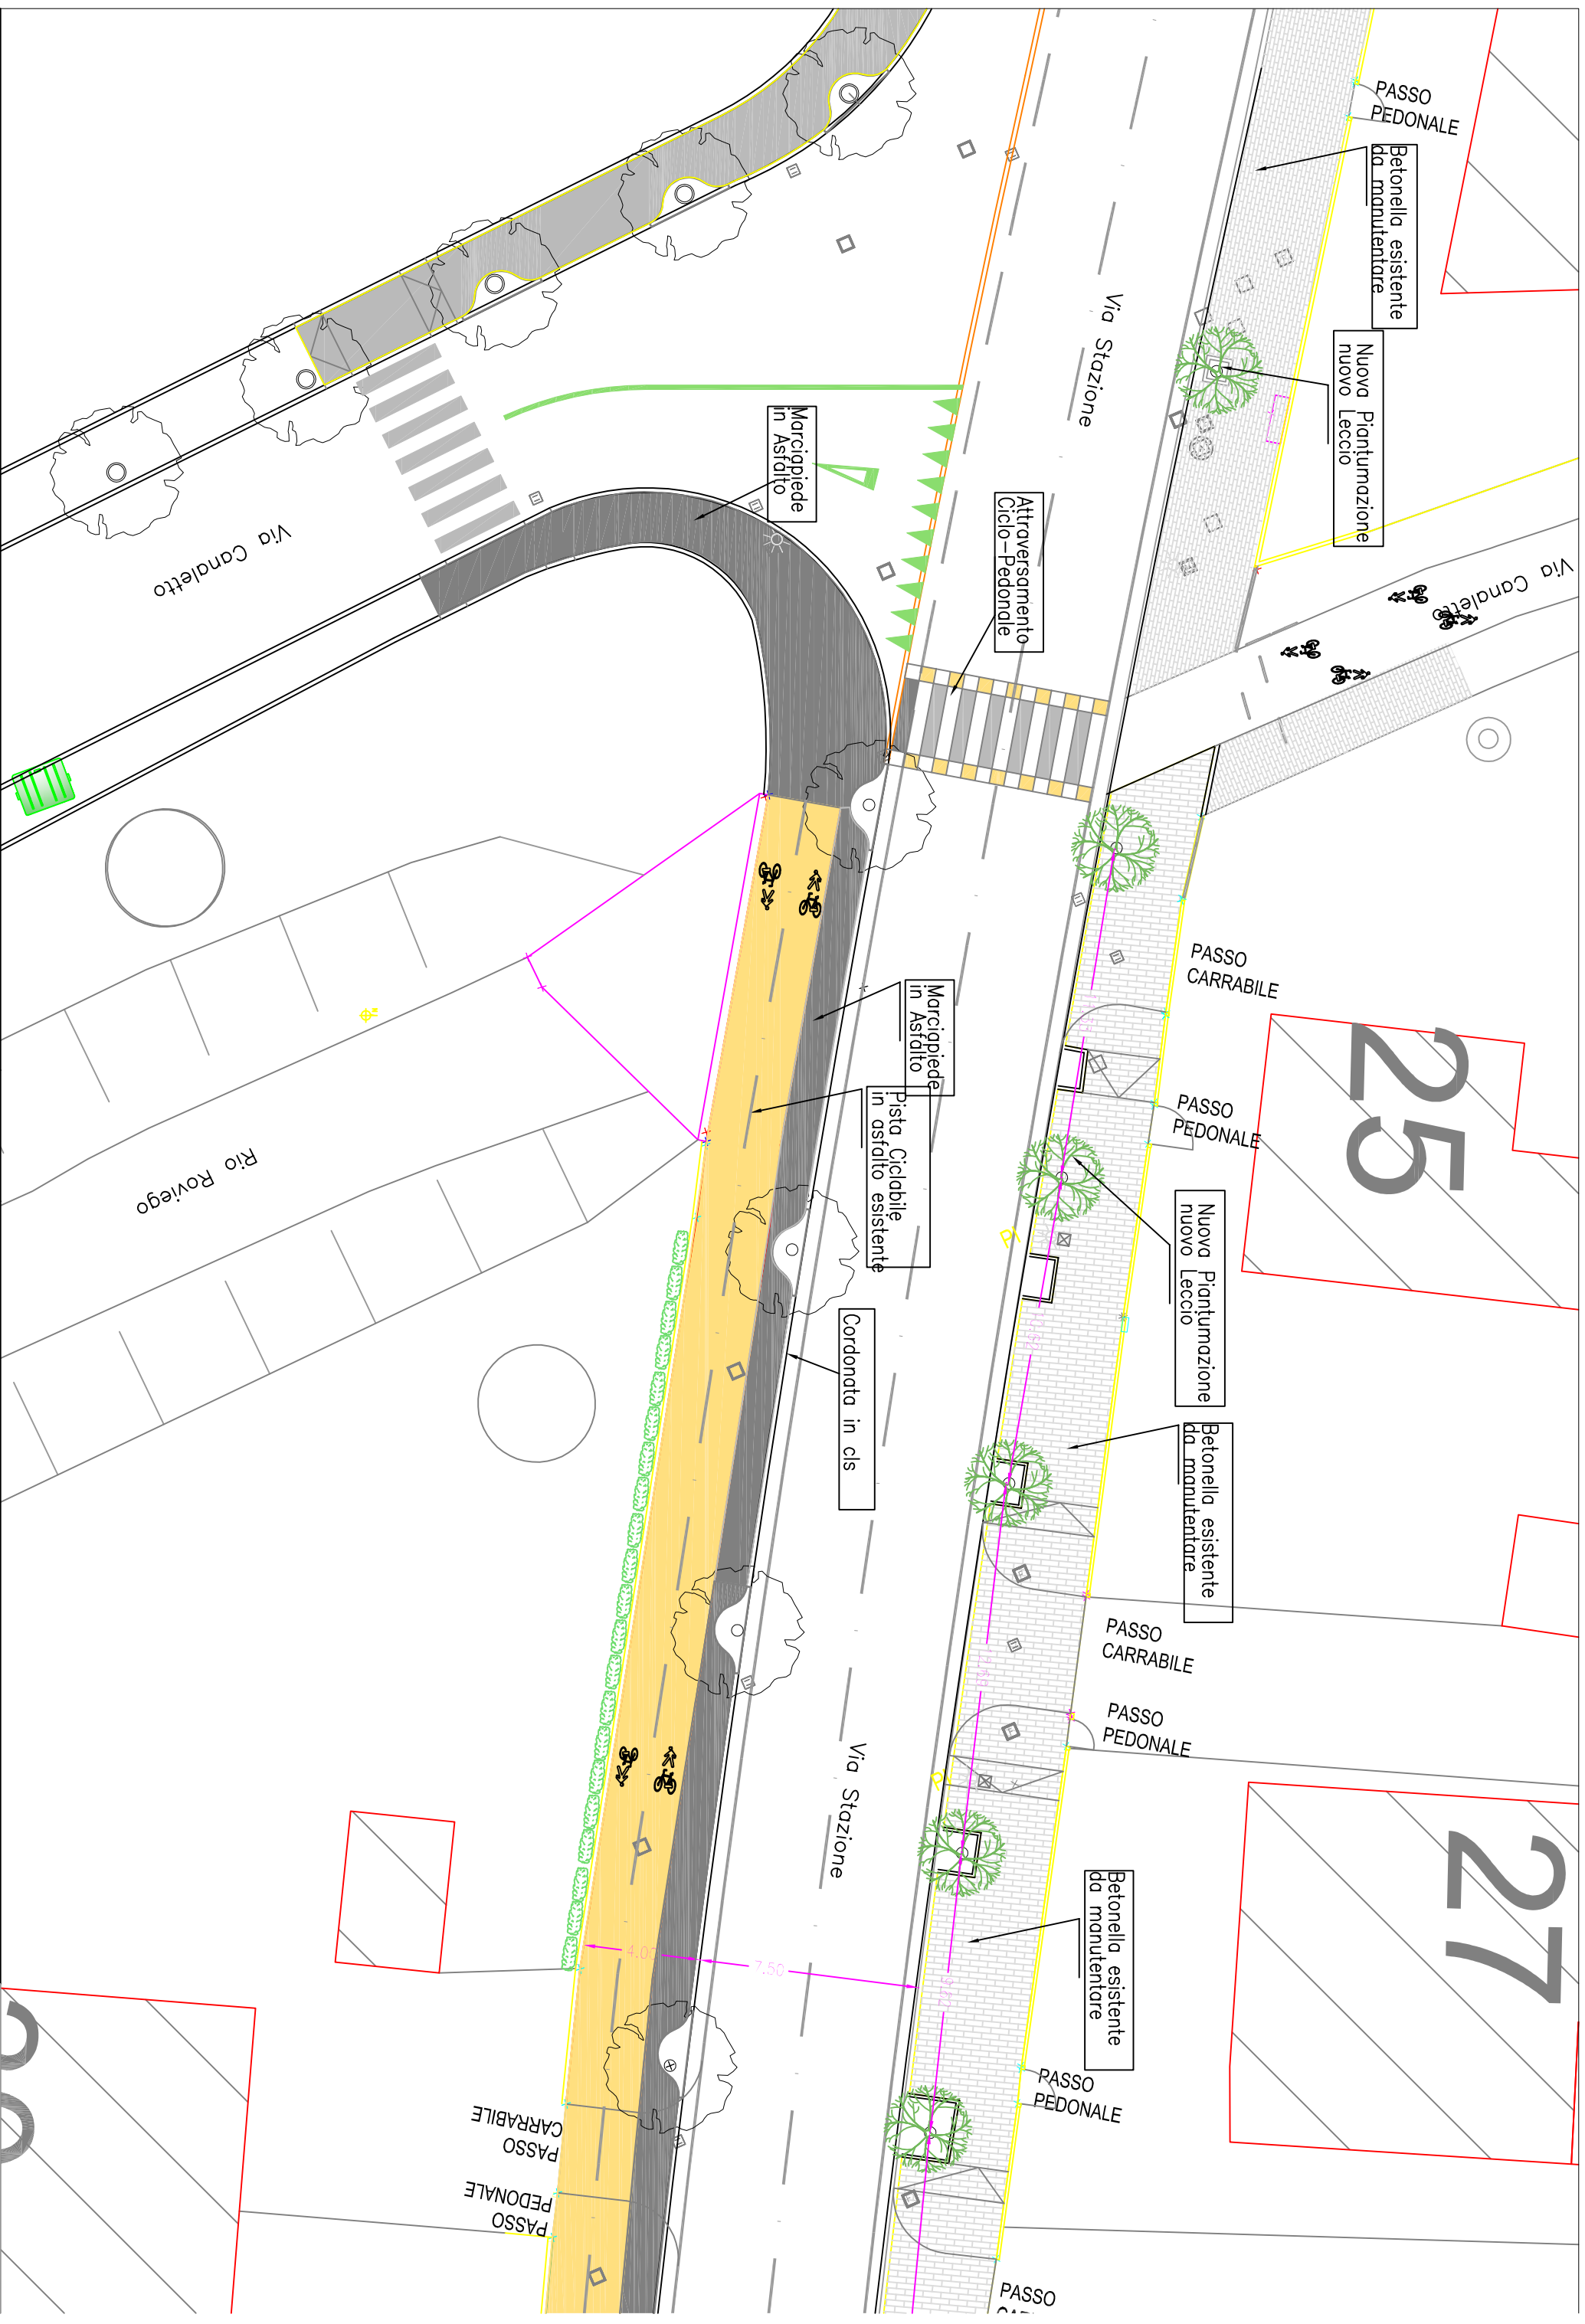 PASSO
PEDONALE
Betonella esistente
da manutentare
Nuova Piantumazione
nuovo Leccio
Via Stazione
Marciapiede
in Asfalto
Attraversamento
Ciclo-Pedonale
Via Canaletto
Via Canaletto
PASSO
CARRABILE
25
PASSO
PEDONALE
Marciapiede
in Asfalto
Pista Ciclabile
in asfalto esistente
Nuova Piantumazione
nuovo Leccio
Rio Roviego
PI
Cordonata in cls
Betonella esistente
da manutentare
PASSO
CARRABILE
PASSO
PEDONALE
Via Stazione
27
Betonella esistente
da manutentare
4.00
7.50
PASSO
PEDONALE
PASSO
CARRABILE
PASSO
PEDONALE
PASSO